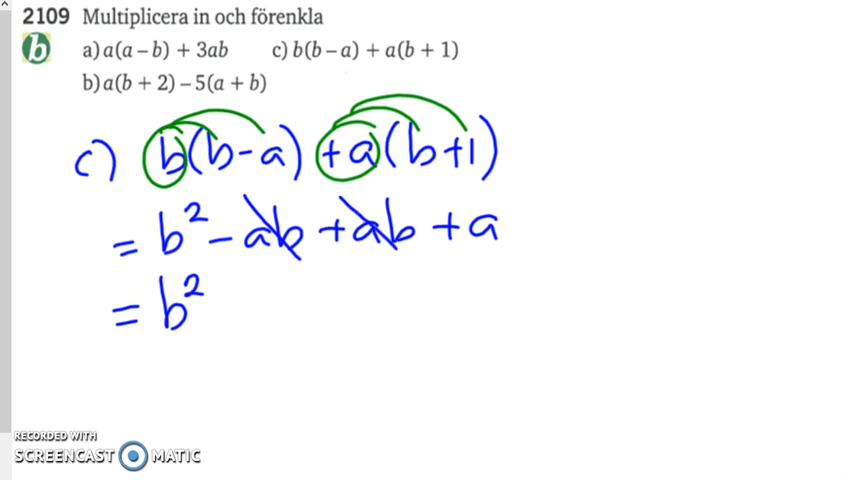 2109 Multiplicera in och förenkla
b a) a(a – b) + 3ab c) b(b – a) + a(b + 1)
b) a(b + 2) – 5(a + b)
c) b(b-a) +a(b+1)
= b² - ab + ab + a
= b²
RECORDED WITH
SCREENCAST MATIC